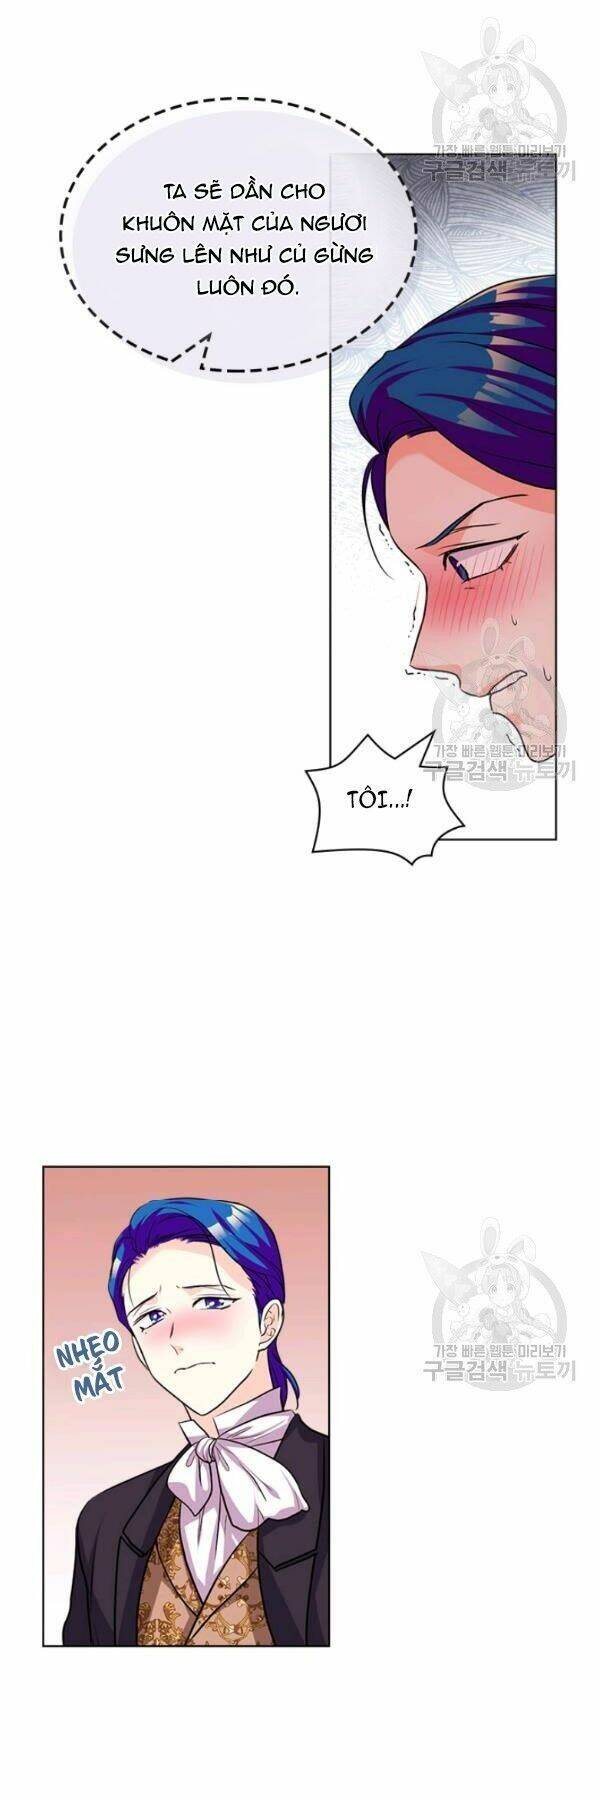 가장 빠른 웹툰 미리보기
구글검색 뉴토끼
TA SẼ DẦN CHO
KHUÔN MẶT CỦA NGƯƠI
SƯNG LÊN NHƯ CỦ GỪNG
LUÔN ĐÓ.
가장 빠른 웹툰 미리보기
구글검색 뉴토끼
TÔI...!
가장 빠른 웹툰 미리보기
구글검색 뉴토끼
NHEO
MẮT